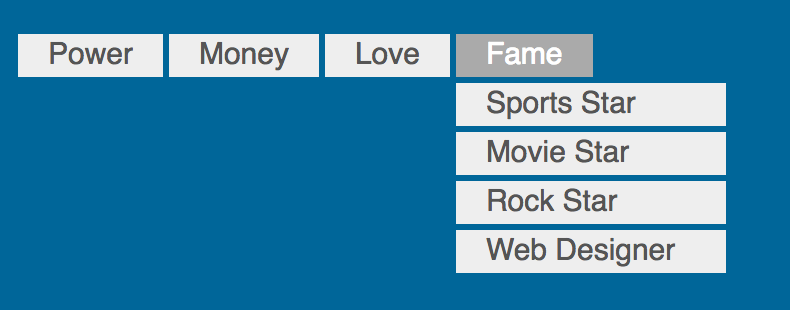 Power Money Love Fame
Sports Star
Movie Star
Rock Star
Web Designer